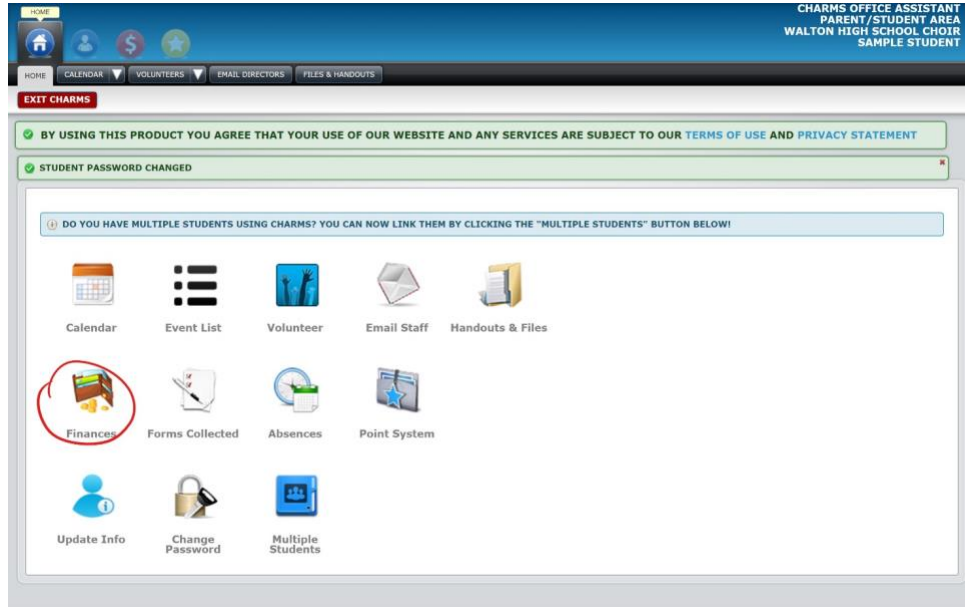 HOME
CHARMS OFFICE ASSISTANT
PARENT/STUDENT AREA
WALTON HIGH SCHOOL CHOIR
SAMPLE STUDENT
HOME CALENDAR VOLUNTEERS EMAIL DIRECTORS FILES & HANDOUTS
EXIT CHARMS
BY USING THIS PRODUCT YOU AGREE THAT YOUR USE OF OUR WEBSITE AND ANY SERVICES ARE SUBJECT TO OUR TERMS OF USE AND PRIVACY STATEMENT
STUDENT PASSWORD CHANGED
DO YOU HAVE MULTIPLE STUDENTS USING CHARMS? YOU CAN NOW LINK THEM BY CLICKING THE "MULTIPLE STUDENTS" BUTTON BELOW!
Calendar Event List Volunteer Email Staff Handouts & Files
Finances Forms Collected Absences Point System
Update Info Change Password Multiple Students